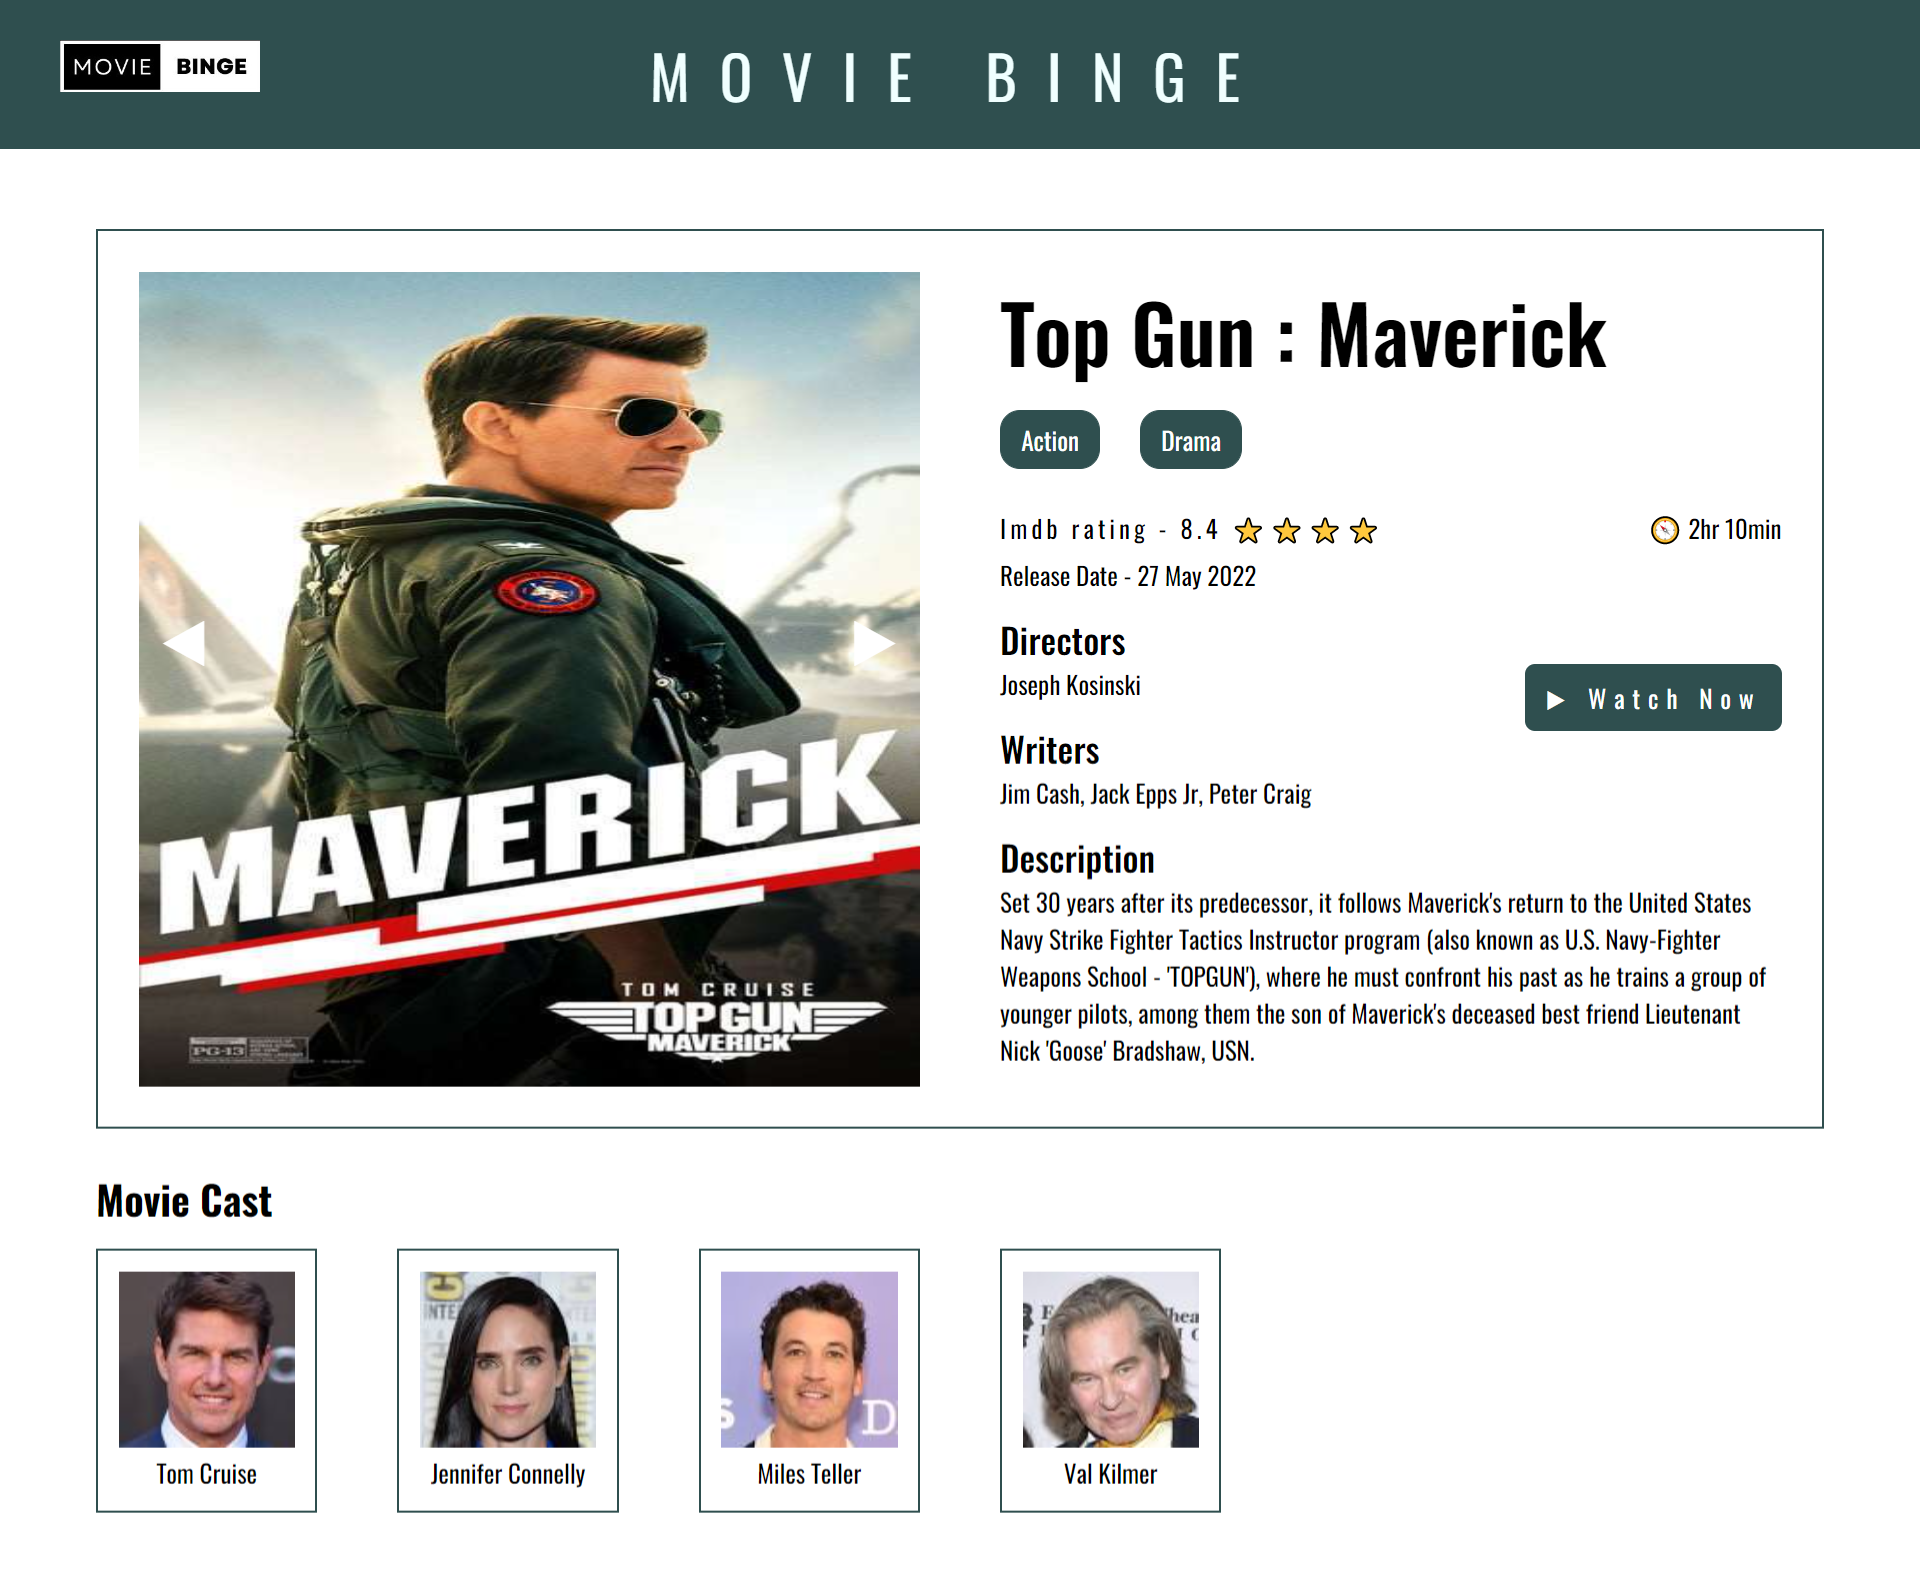 MOVIE BINGE
MOVIE BINGE
Top Gun : Maverick
Action
Drama
Imdb rating - 8.4
2hr 10min
Release Date - 27 May 2022
Directors
Joseph Kosinski
Watch Now
Writers
Jim Cash, Jack Epps Jr, Peter Craig
Description
Set 30 years after its predecessor, it follows Maverick's return to the United States
Navy Strike Fighter Tactics Instructor program (also known as U.S. Navy-Fighter
Weapons School - 'TOPGUN'), where he must confront his past as he trains a group of
younger pilots, among them the son of Maverick's deceased best friend Lieutenant
Nick 'Goose' Bradshaw, USN.
MAVERICK
TOM CRUISE
TOP GUN
MAVERICK
PG-13
Movie Cast
INTE
D
Tom Cruise
Jennifer Connelly
Miles Teller
Val Kilmer